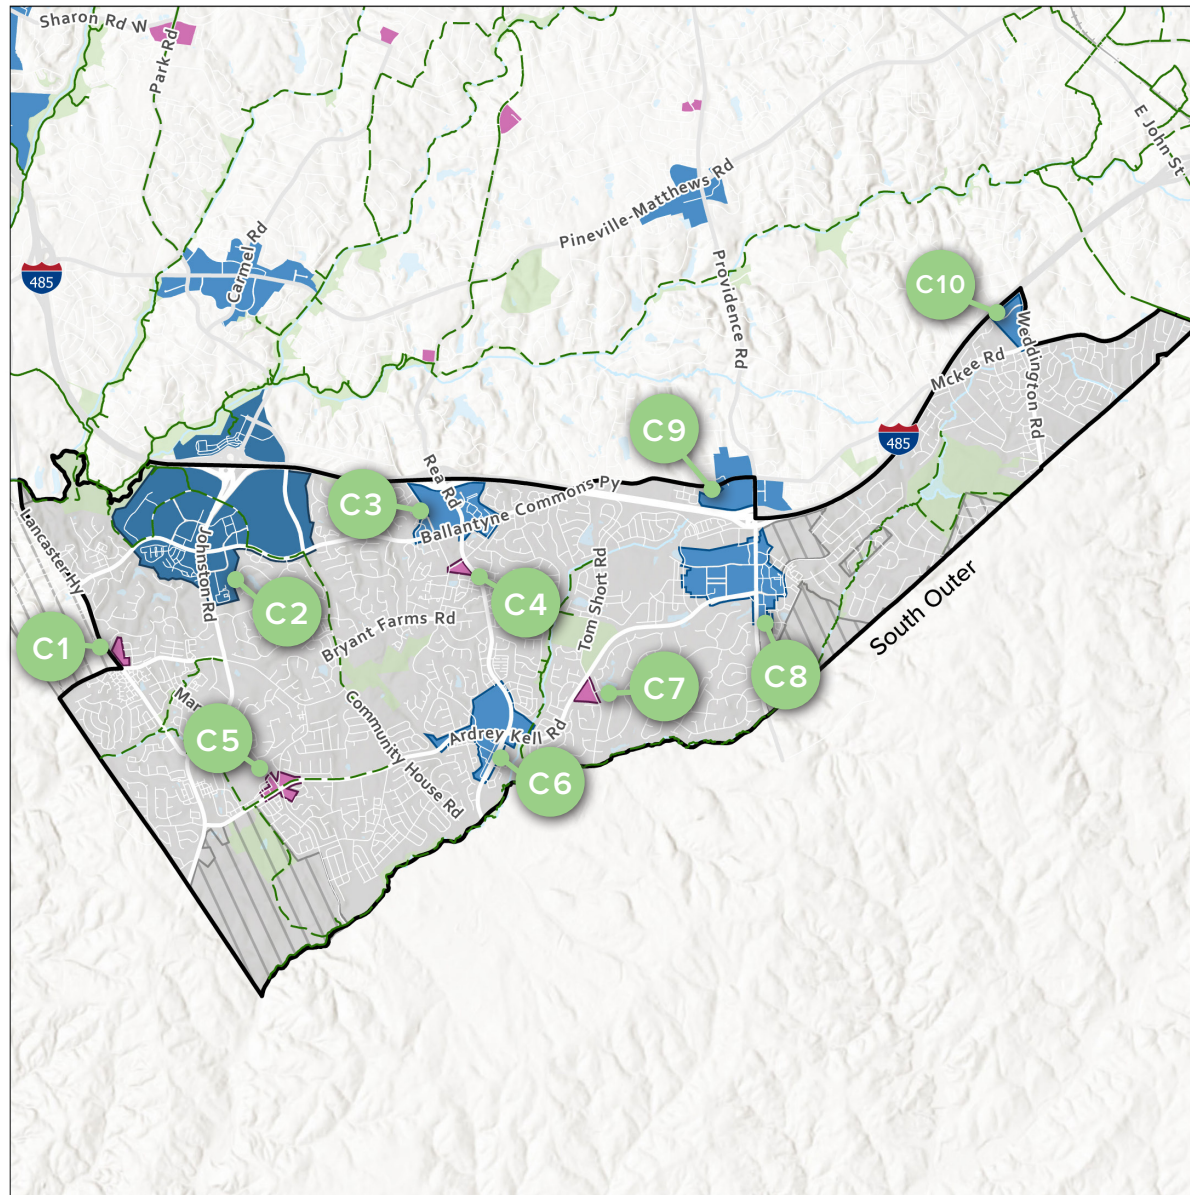 Sharon Rd W
Park Rd
E John St
Pineville-Matthews Rd
Carmel Rd
485
Providence Rd
C10
Weddington Rd
Mckee Rd
485
C9
Rea Rd
C3
Ballantyne Commons Py
Lancaster Hy
Johnston Rd
C2
C4
Tom Short Rd
South Outer
C1
Bryant Farms Rd
C8
C7
Mar
C5
Community House Rd
Ardrey Kell Rd
C6